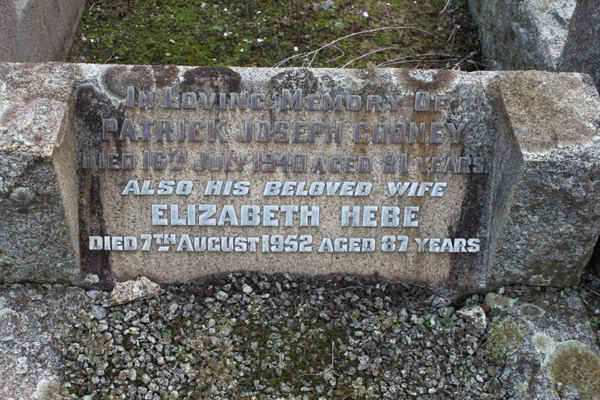 In Loving Memory Of
PATRICK JOSEPH COONEY
DIED 16TH JULY 1940 AGED 81 YEARS.
ALSO HIS BELOVED WIFE
ELIZABETH HEBE
DIED 7TH AUGUST 1952 AGED 87 YEARS